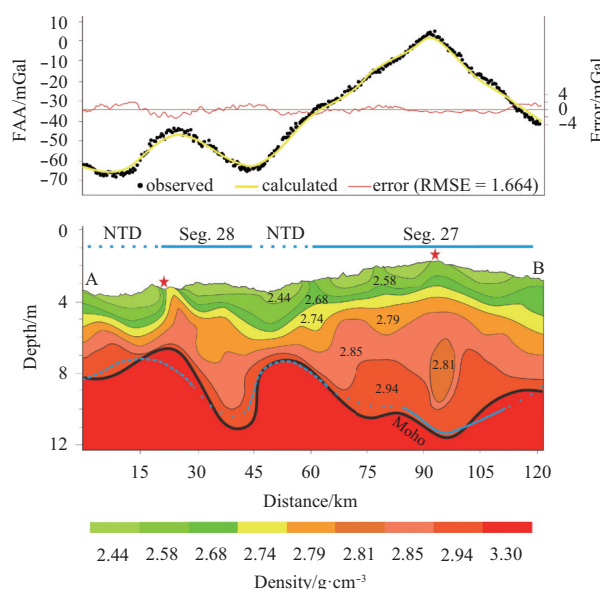 10
0
−10
−20
−30
−40
−50
−60
−70
FAA/mGal
4
0
−4
Error/mGal
observed calculated error (RMSE = 1.664)
0
4
8
12
Depth/m
NTD Seg. 28 NTD Seg. 27
A B
2.44 2.68 2.58
2.74 2.79
2.85 2.81
2.94
Moho
15 30 45 60 75 90 105 120
Distance/km
2.44 2.58 2.68 2.74 2.79 2.81 2.85 2.94 3.30
Density/g·cm⁻³